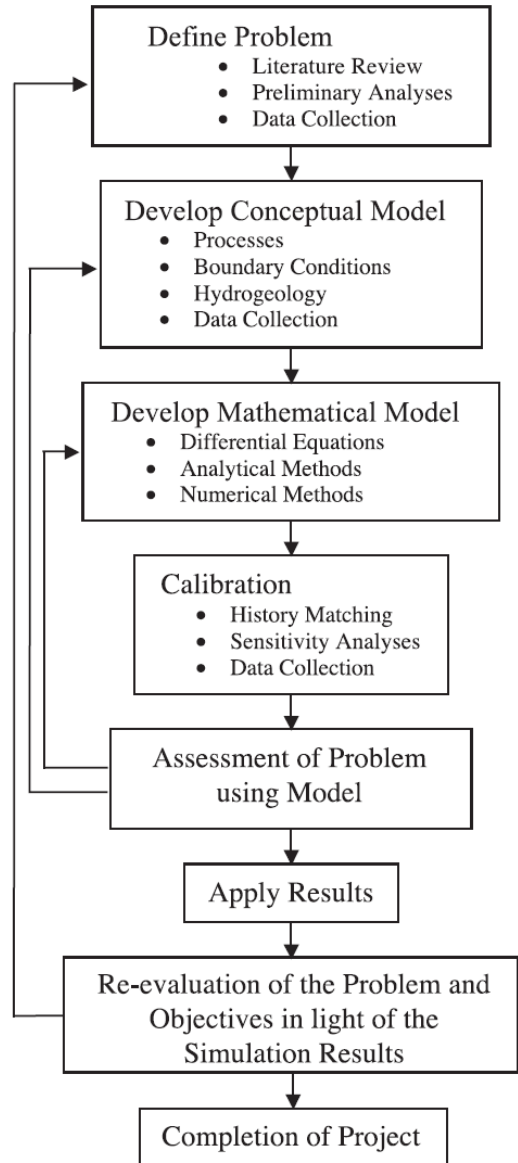 Define Problem
• Literature Review
• Preliminary Analyses
• Data Collection
Develop Conceptual Model
• Processes
• Boundary Conditions
• Hydrogeology
• Data Collection
Develop Mathematical Model
• Differential Equations
• Analytical Methods
• Numerical Methods
Calibration
• History Matching
• Sensitivity Analyses
• Data Collection
Assessment of Problem
using Model
Apply Results
Re-evaluation of the Problem and
Objectives in light of the
Simulation Results
Completion of Project